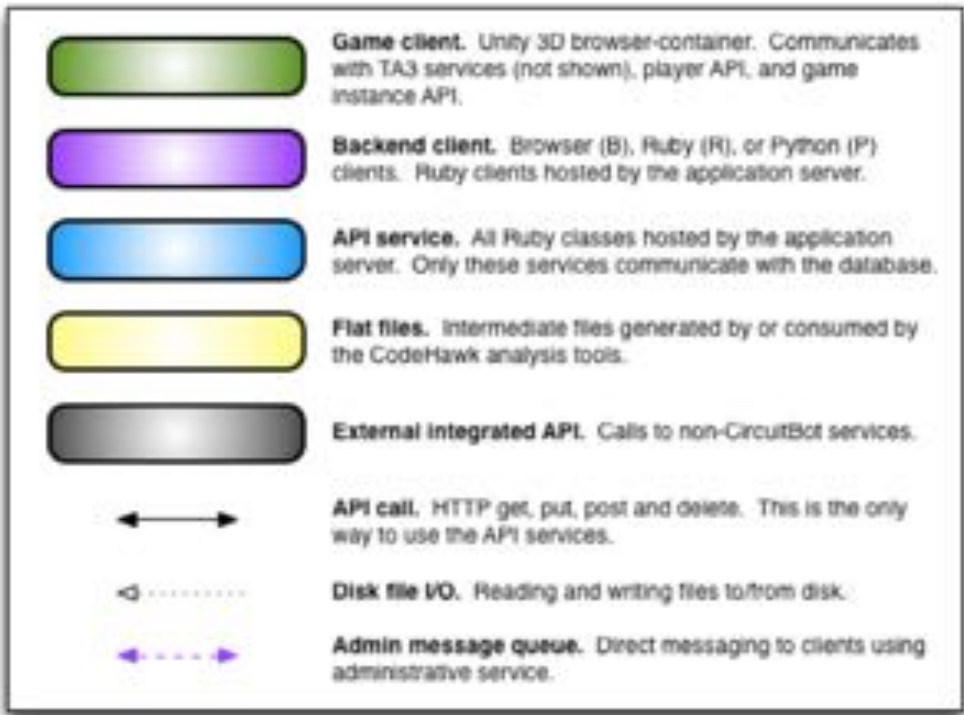 Game client. Unity 3D browser-container. Communicates
with TA3 services (not shown), player API, and game
instance API.
Backend client. Browser (B), Ruby (R), or Python (P)
clients. Ruby clients hosted by the application server.
API service. All Ruby classes hosted by the application
server. Only these services communicate with the database.
Flat files. Intermediate files generated by or consumed by
the CodeHawk analysis tools.
External integrated API. Calls to non-CircuitBot services.
API call. HTTP get, put, post and delete. This is the only
way to use the API services.
Disk file I/O. Reading and writing files to/from disk.
Admin message queue. Direct messaging to clients using
administrative service.